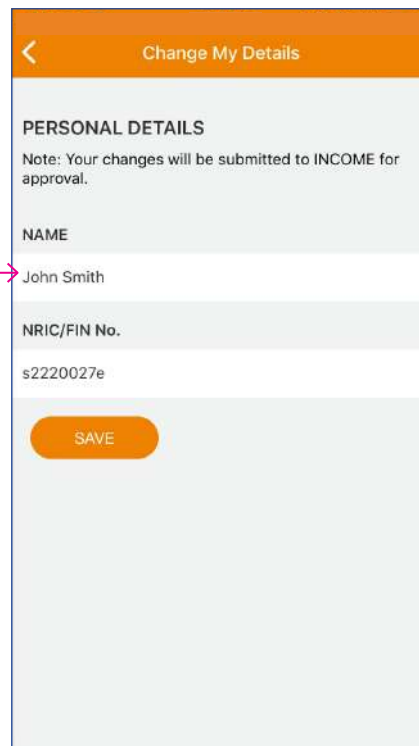 Change My Details
PERSONAL DETAILS
Note: Your changes will be submitted to INCOME for
approval.
NAME
John Smith
NRIC/FIN No.
s2220027e
SAVE